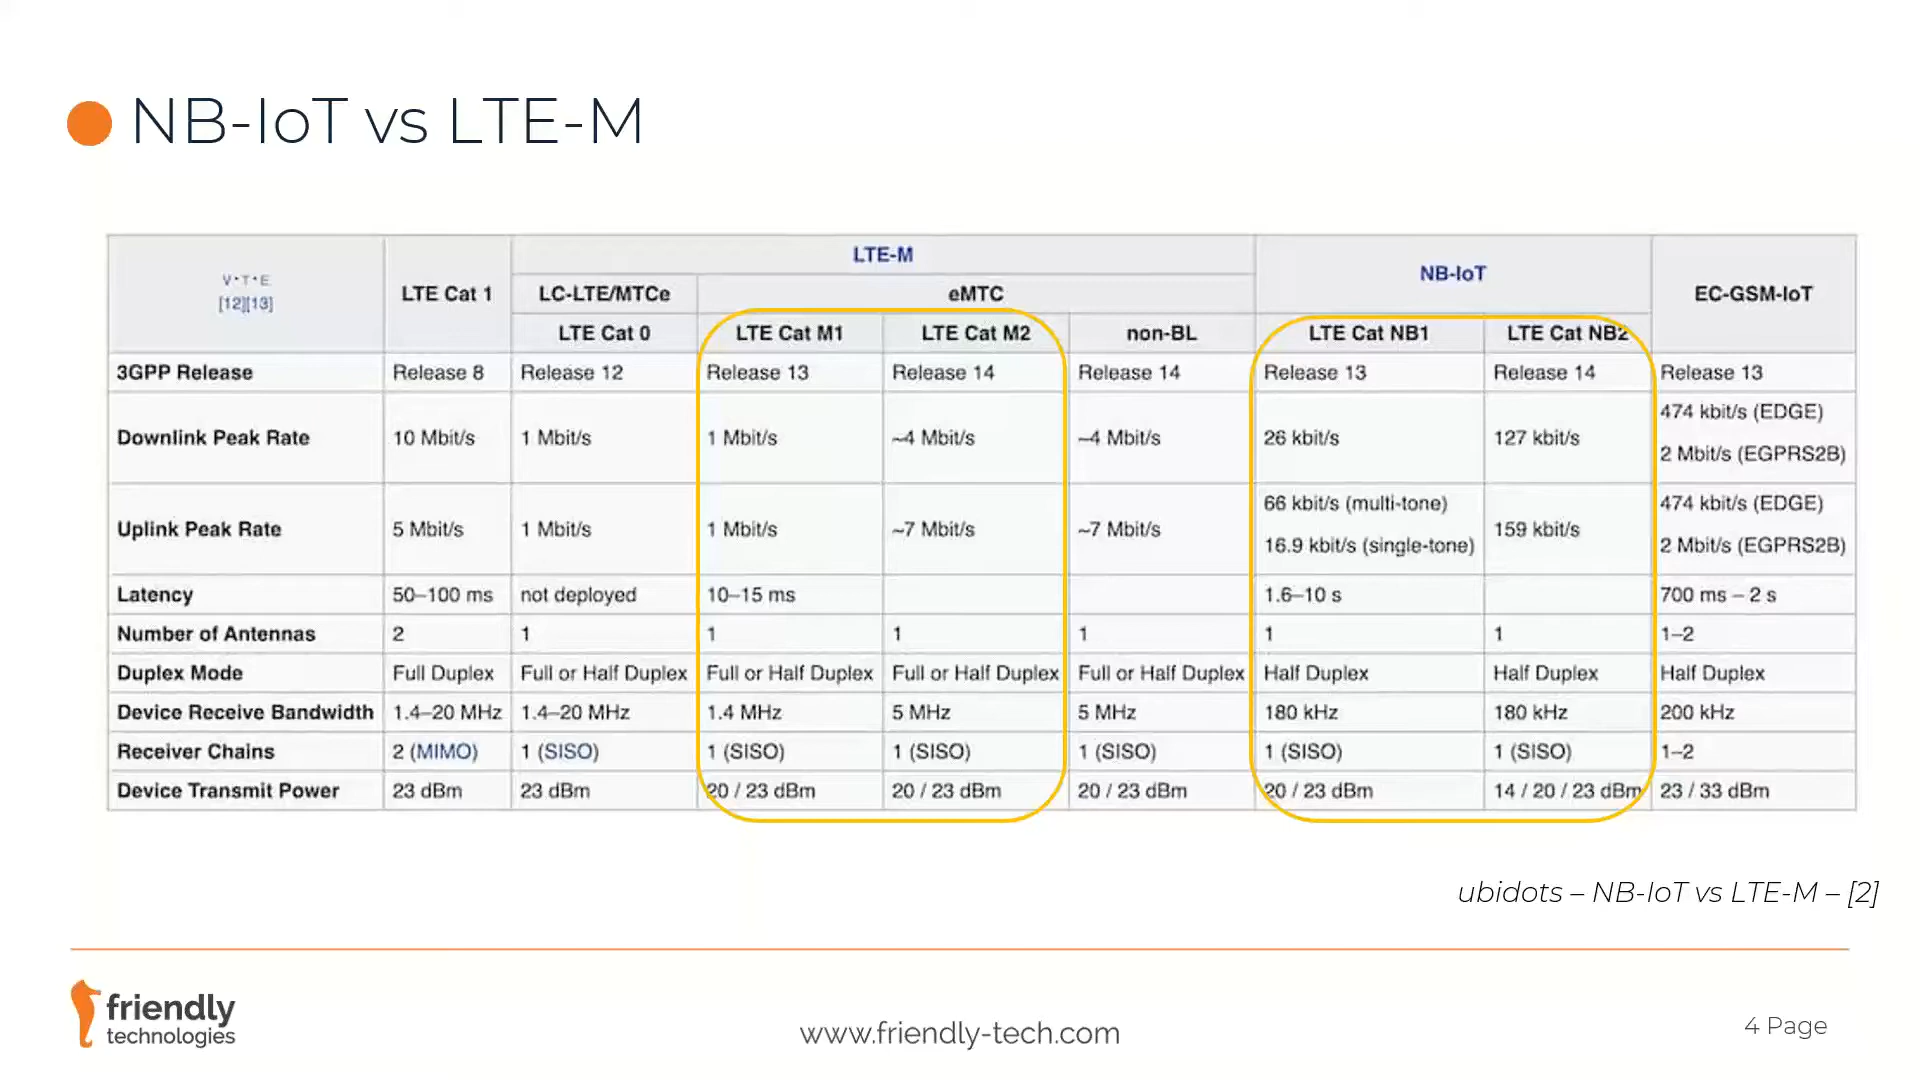 NB-IoT vs LTE-M
V•T•E
[12][13]
LTE Cat 1
LTE-M
NB-IoT
EC-GSM-IoT
LC-LTE/MTCe
eMTC
LTE Cat 0
LTE Cat M1
LTE Cat M2
non-BL
LTE Cat NB1
LTE Cat NB2
3GPP Release
Release 8
Release 12
Release 13
Release 14
Release 14
Release 13
Release 14
Release 13
Downlink Peak Rate
10 Mbit/s
1 Mbit/s
1 Mbit/s
~4 Mbit/s
~4 Mbit/s
26 kbit/s
127 kbit/s
474 kbit/s (EDGE)
2 Mbit/s (EGPRS2B)
Uplink Peak Rate
5 Mbit/s
1 Mbit/s
1 Mbit/s
~7 Mbit/s
~7 Mbit/s
66 kbit/s (multi-tone)
16.9 kbit/s (single-tone)
159 kbit/s
474 kbit/s (EDGE)
2 Mbit/s (EGPRS2B)
Latency
50–100 ms
not deployed
10–15 ms
1.6–10 s
700 ms – 2 s
Number of Antennas
2
1
1
1
1
1
1
1–2
Duplex Mode
Full Duplex
Full or Half Duplex
Full or Half Duplex
Full or Half Duplex
Full or Half Duplex
Half Duplex
Half Duplex
Half Duplex
Device Receive Bandwidth
1.4–20 MHz
1.4–20 MHz
1.4 MHz
5 MHz
5 MHz
180 kHz
180 kHz
200 kHz
Receiver Chains
2 (MIMO)
1 (SISO)
1 (SISO)
1 (SISO)
1 (SISO)
1 (SISO)
1 (SISO)
1–2
Device Transmit Power
23 dBm
23 dBm
20 / 23 dBm
20 / 23 dBm
20 / 23 dBm
20 / 23 dBm
14 / 20 / 23 dBm
23 / 33 dBm
ubidots – NB-IoT vs LTE-M – [2]
friendly
technologies
www.friendly-tech.com
4 Page